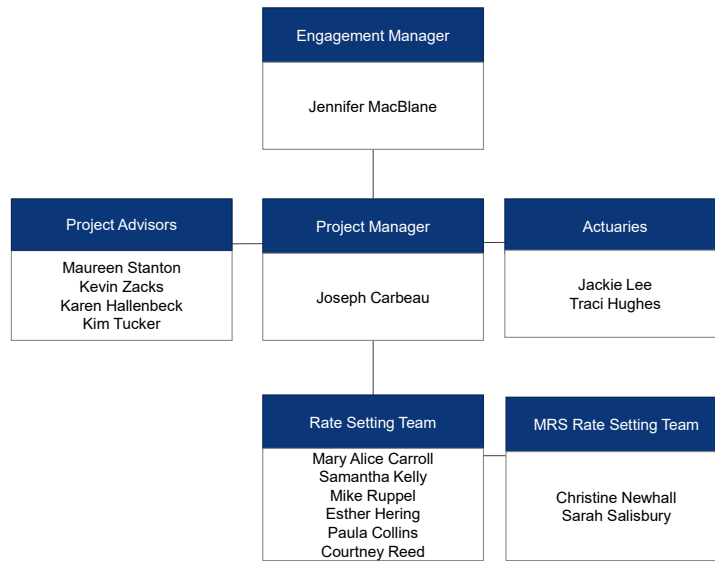 Engagement Manager
Jennifer MacBlane
Project Advisors
Maureen Stanton
Kevin Zacks
Karen Hallenbeck
Kim Tucker
Project Manager
Joseph Carbeau
Actuaries
Jackie Lee
Traci Hughes
Rate Setting Team
Mary Alice Carroll
Samantha Kelly
Mike Ruppel
Esther Hering
Paula Collins
Courtney Reed
MRS Rate Setting Team
Christine Newhall
Sarah Salisbury